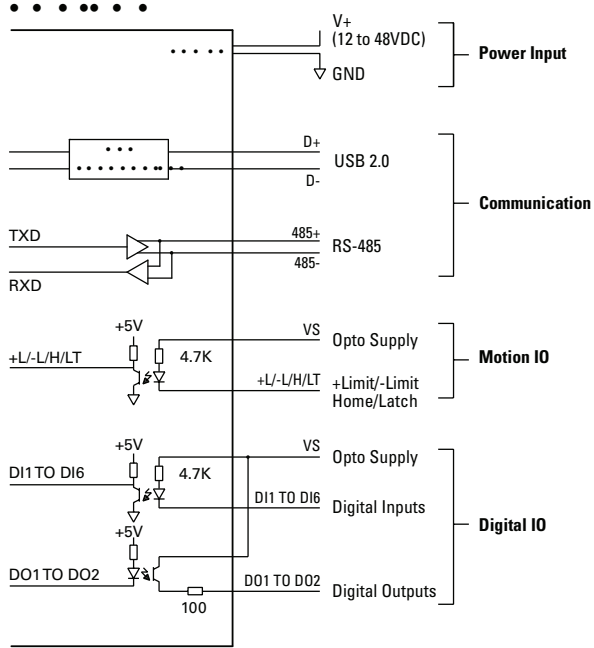 V+
(12 to 48VDC)
GND
Power Input
D+
USB 2.0
D-
Communication
TXD
485+
RS-485
485-
RXD
+5V
VS
Opto Supply
4.7K
+L/-L/H/LT
+L/-L/H/LT
+Limit/-Limit
Home/Latch
Motion IO
+5V
VS
Opto Supply
4.7K
DI1 TO DI6
DI1 TO DI6
Digital Inputs
Digital IO
+5V
DO1 TO DO2
DO1 TO DO2
Digital Outputs
100